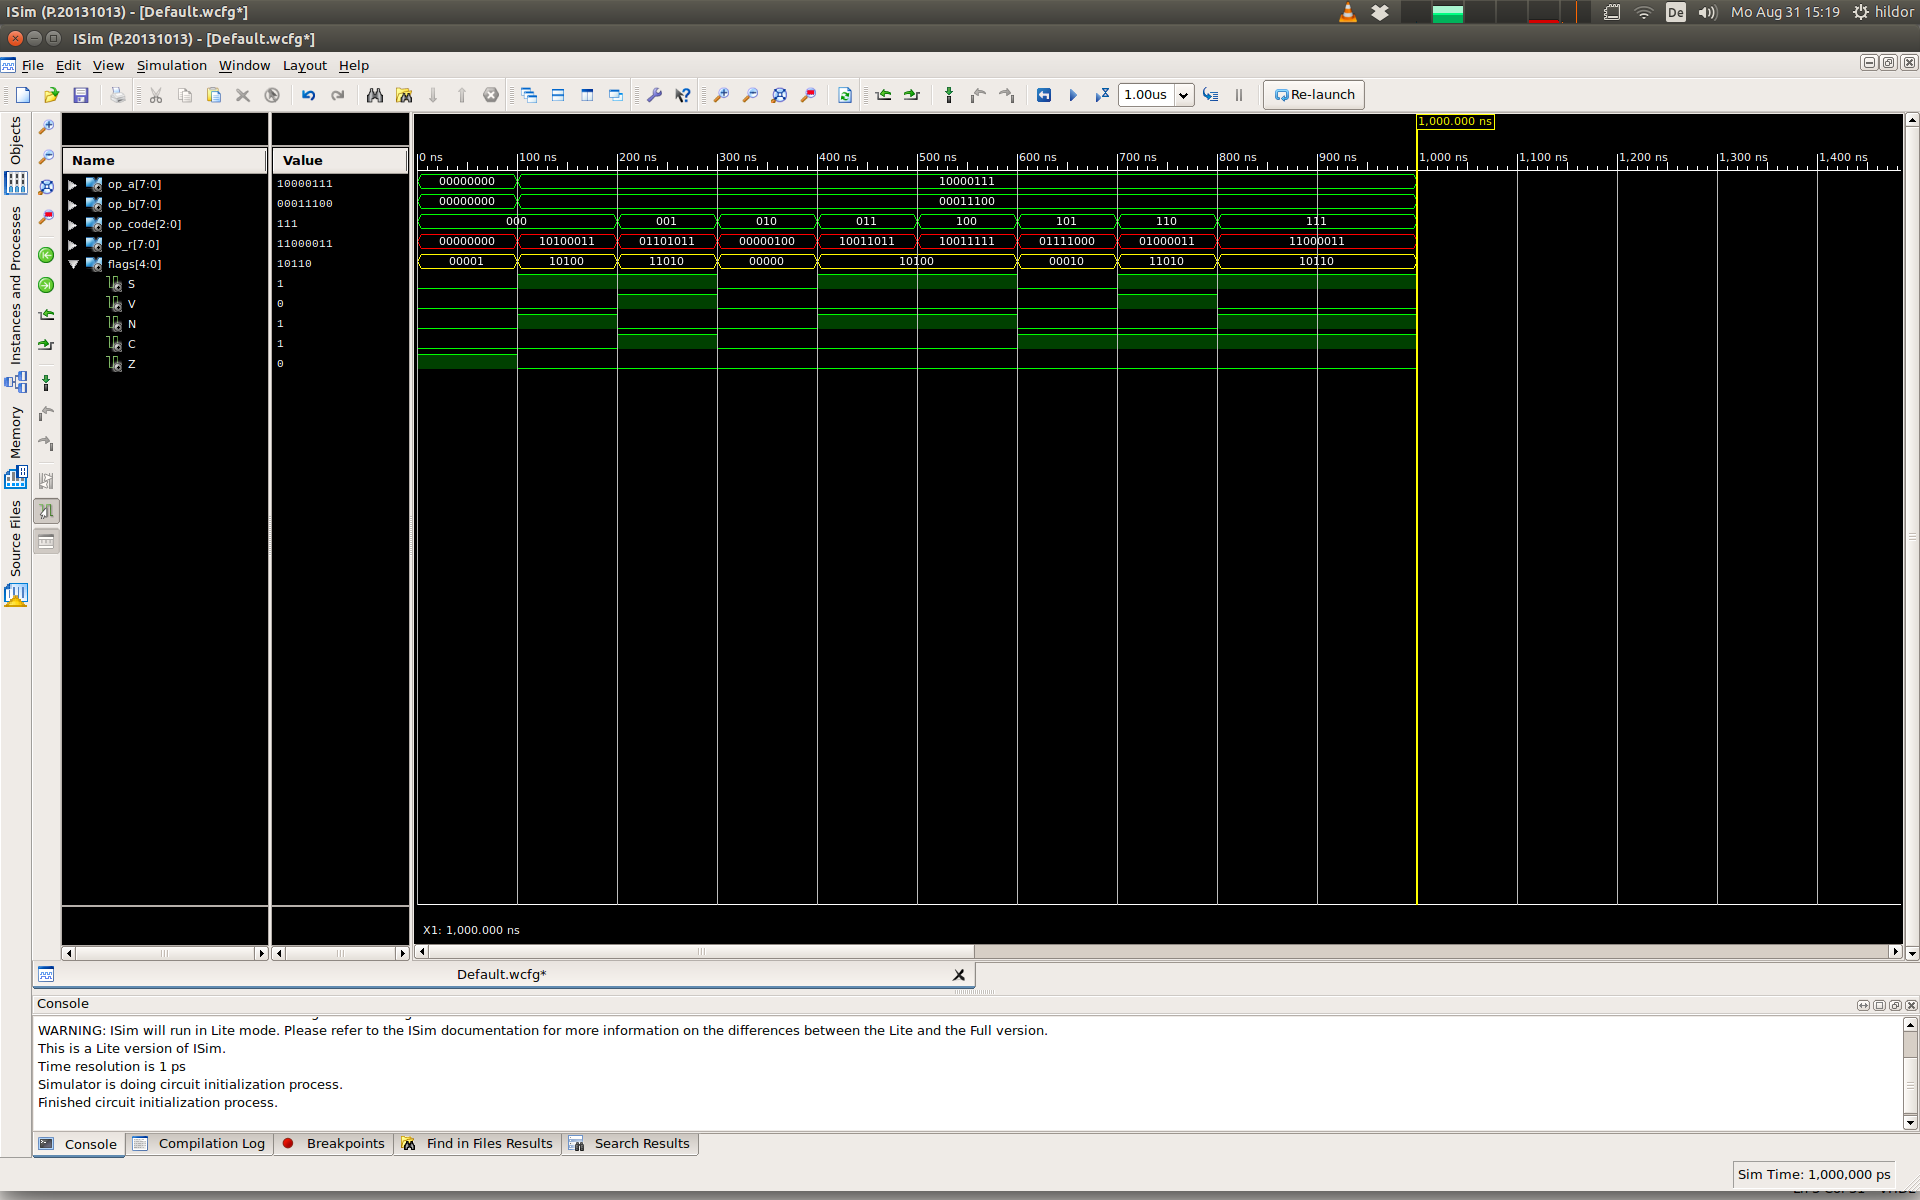 ISim (P.20131013) - [Default.wcfg*]
De
Mo Aug 31 15:19
hildor
ISim (P.20131013) - [Default.wcfg*]
File Edit View Simulation Window Layout Help
1.00us
Re-launch
Objects
Instances and Processes
Memory
Source Files
1,000.000 ns
Name Value
0 ns 100 ns 200 ns 300 ns 400 ns 500 ns 600 ns 700 ns 800 ns 900 ns 1,000 ns 1,100 ns 1,200 ns 1,300 ns 1,400 ns
op_a[7:0] 10000111 00000000 10000111
op_b[7:0] 00011100 00000000 00011100
op_code[2:0] 111 000 001 010 011 100 101 110 111
op_r[7:0] 11000011 00000000 10100011 01101011 00000100 10011011 10011111 01111000 01000011 11000011
flags[4:0] 10110 00001 10100 11010 00000 10100 00010 11010 10110
S 1
V 0
N 1
C 1
Z 0
X1: 1,000.000 ns
Default.wcfg*
Console
WARNING: ISim will run in Lite mode. Please refer to the ISim documentation for more information on the differences between the Lite and the Full version.
This is a Lite version of ISim.
Time resolution is 1 ps
Simulator is doing circuit initialization process.
Finished circuit initialization process.
Console Compilation Log Breakpoints Find in Files Results Search Results
Sim Time: 1,000,000 ps